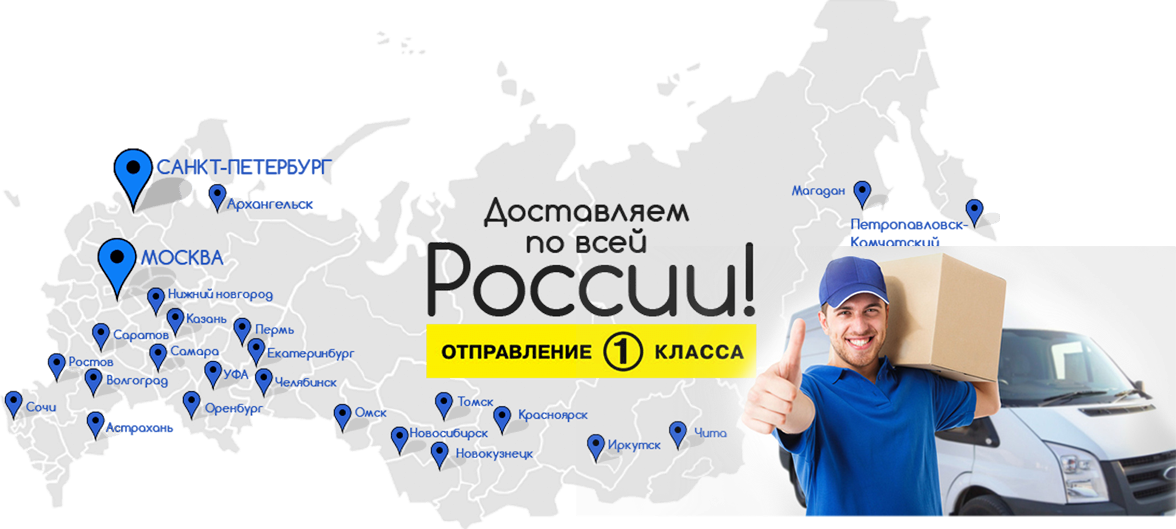 САНКТ-ПЕТЕРБУРГ
Архангельск
МОСКВА
Нижний новгород
Казань
Саратов
Пермь
Самара
Екатеринбург
Ростов
Волгоград
УФА
Челябинск
Сочи
Оренбург
Астрахань
Доставляем
по всей
России!
ОТПРАВЛЕНИЕ 1 КЛАССА
Омск
Томск
Красноярск
Новосибирск
Новокузнецк
Иркутск
Чита
Магадан
Петропавловск-
Комчатский